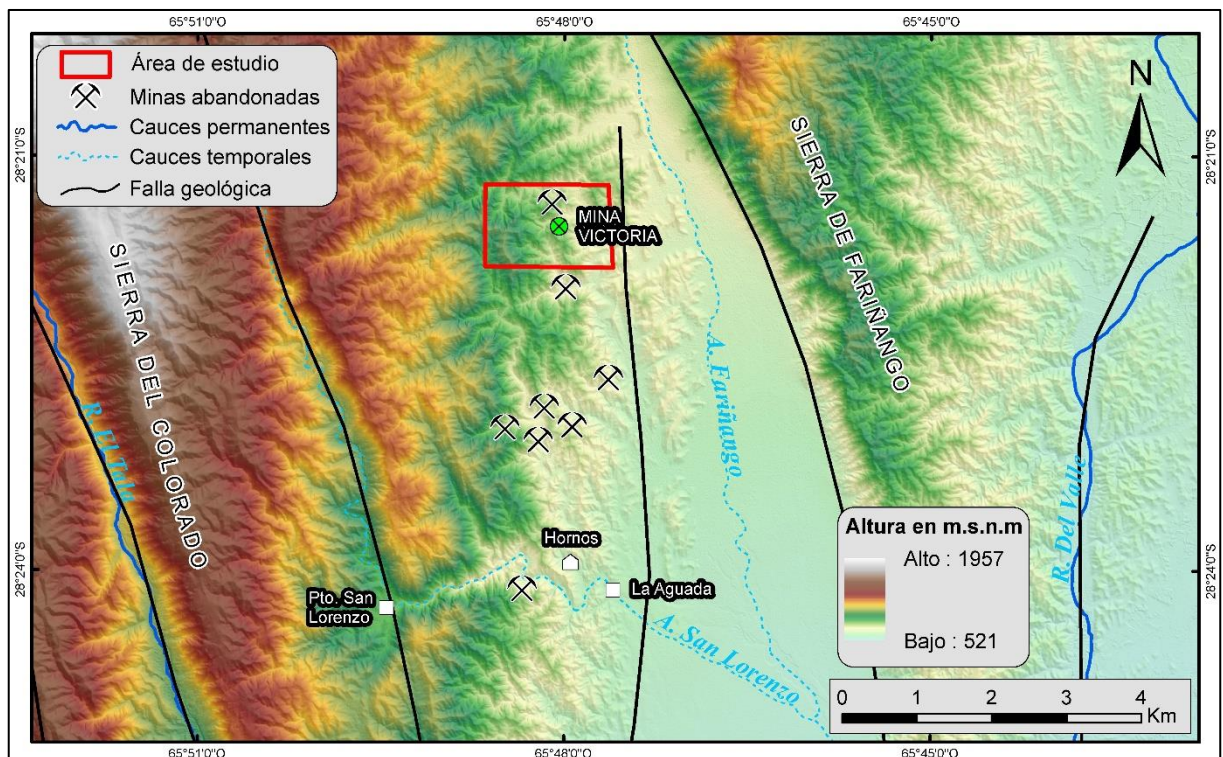 65°51'0"O
65°48'0"O
65°45'0"O
Área de estudio
Minas abandonadas
Cauces permanentes
Cauces temporales
Falla geológica
N
28°21'0"S
28°21'0"S
MINA
VICTORIA
SIERRA DE FARIÑANGO
SIERRA DEL COLORADO
R. El Tala
A. Fariñango
R. Del Valle
Hornos
Pto. San
Lorenzo
La Aguada
A. San Lorenzo
28°24'0"S
28°24'0"S
Altura en m.s.n.m
Alto : 1957
Bajo : 521
0 1 2 3 4
Km
65°51'0"O
65°48'0"O
65°45'0"O